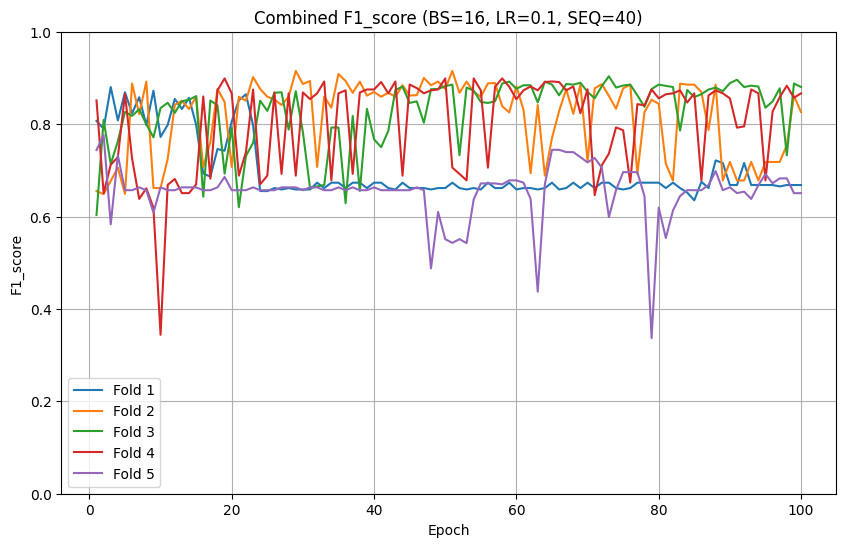 Combined F1_score (BS=16, LR=0.1, SEQ=40)
1.0
0.8
0.6
0.4
0.2
0.0
F1_score
Fold 1
Fold 2
Fold 3
Fold 4
Fold 5
0 20 40 60 80 100
Epoch